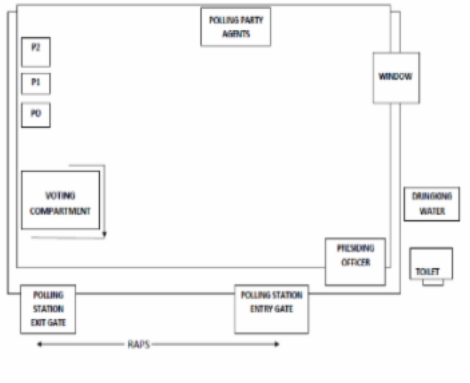 POLLING PARTY
AGENTS
P2
P1
PO
WINDOW
VOTING
COMPARTMENT
DRINGKING
WATER
PRESIDING
OFFICER
TOILET
POLLING
STATION
EXIT GATE
POLLING STATION
ENTRY GATE
RAPS